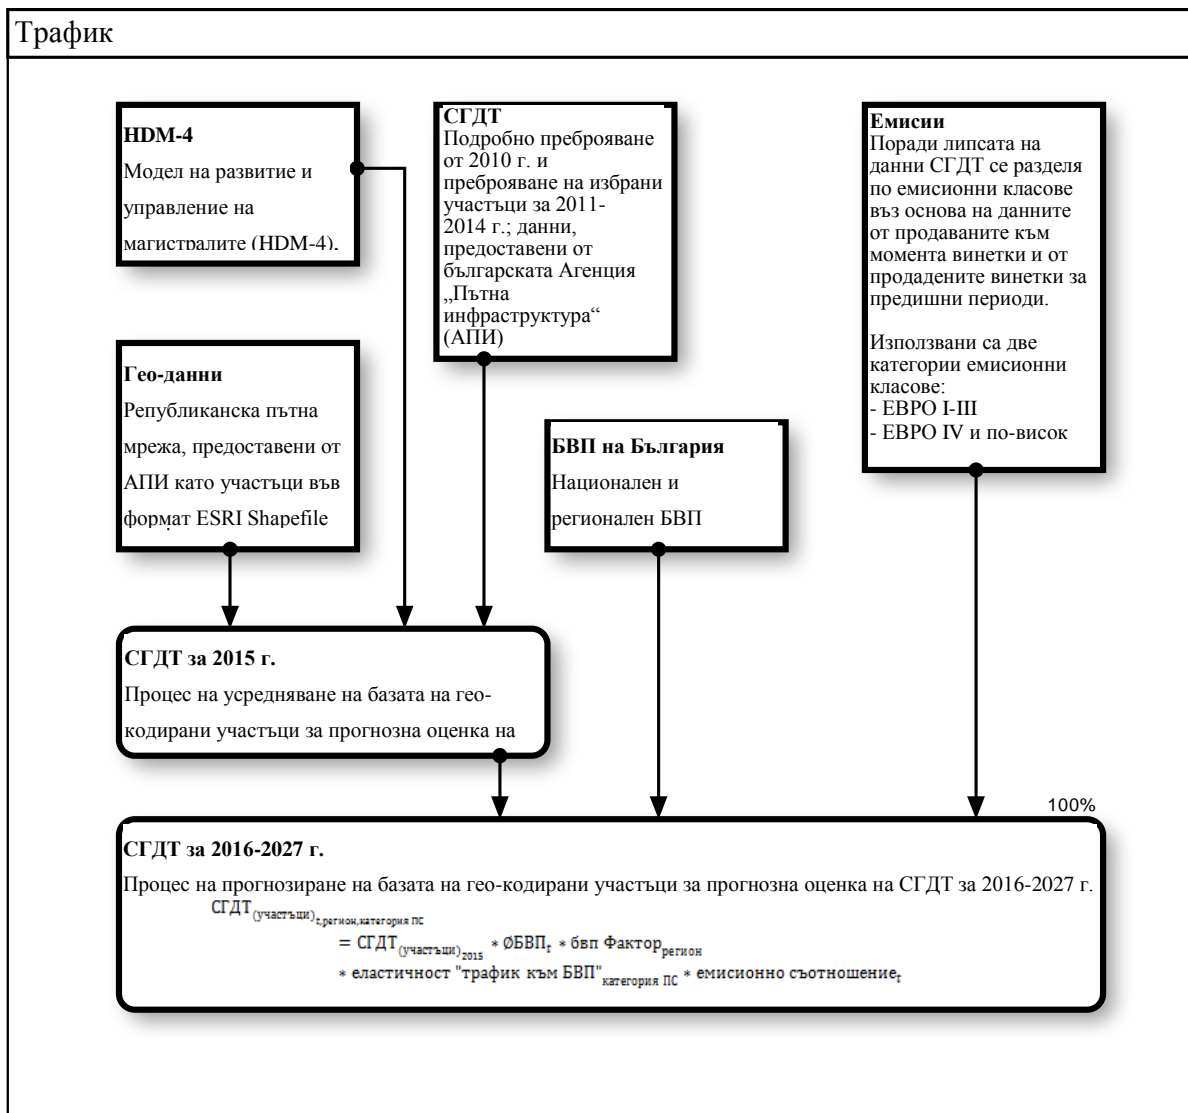 Трафик
HDM-4
Модел на развитие и
управление на
магистралите (HDM-4),
СГДТ
Подробно преброяване
от 2010 г. и
преброяване на избрани
участъци за 2011-
2014 г.; данни,
предоставени от
българската Агенция
„Пътна
инфраструктура“
(АПИ)
Емисии
Поради липсата на
данни СГДТ се разделя
по емисионни класове
въз основа на данните
от продаваните към
момента винетки и от
продадените винетки за
предишни периоди.
Използвани са две
категории емисионни
класове:
- ЕВРО I-III
- ЕВРО IV и по-висок
Гео-данни
Републиканска пътна
мрежа, предоставени от
АПИ като участъци във
формат ESRI Shapefile
БВП на България
Национален и
регионален БВП
СГДТ за 2015 г.
Процес на усредняване на базата на гео-
кодирани участъци за прогнозна оценка на
100%
СГДТ за 2016-2027 г.
Процес на прогнозиране на базата на гео-кодирани участъци за прогнозна оценка на СГДТ за 2016-2027 г.
СГДТ(участъци)t,регион,категория ПС
= СГДТ(участъци)2015 * ØБВПt * бвп Факторрегион
* еластичност "трафик към БВП"категория ПС * емисионно съотношениеt